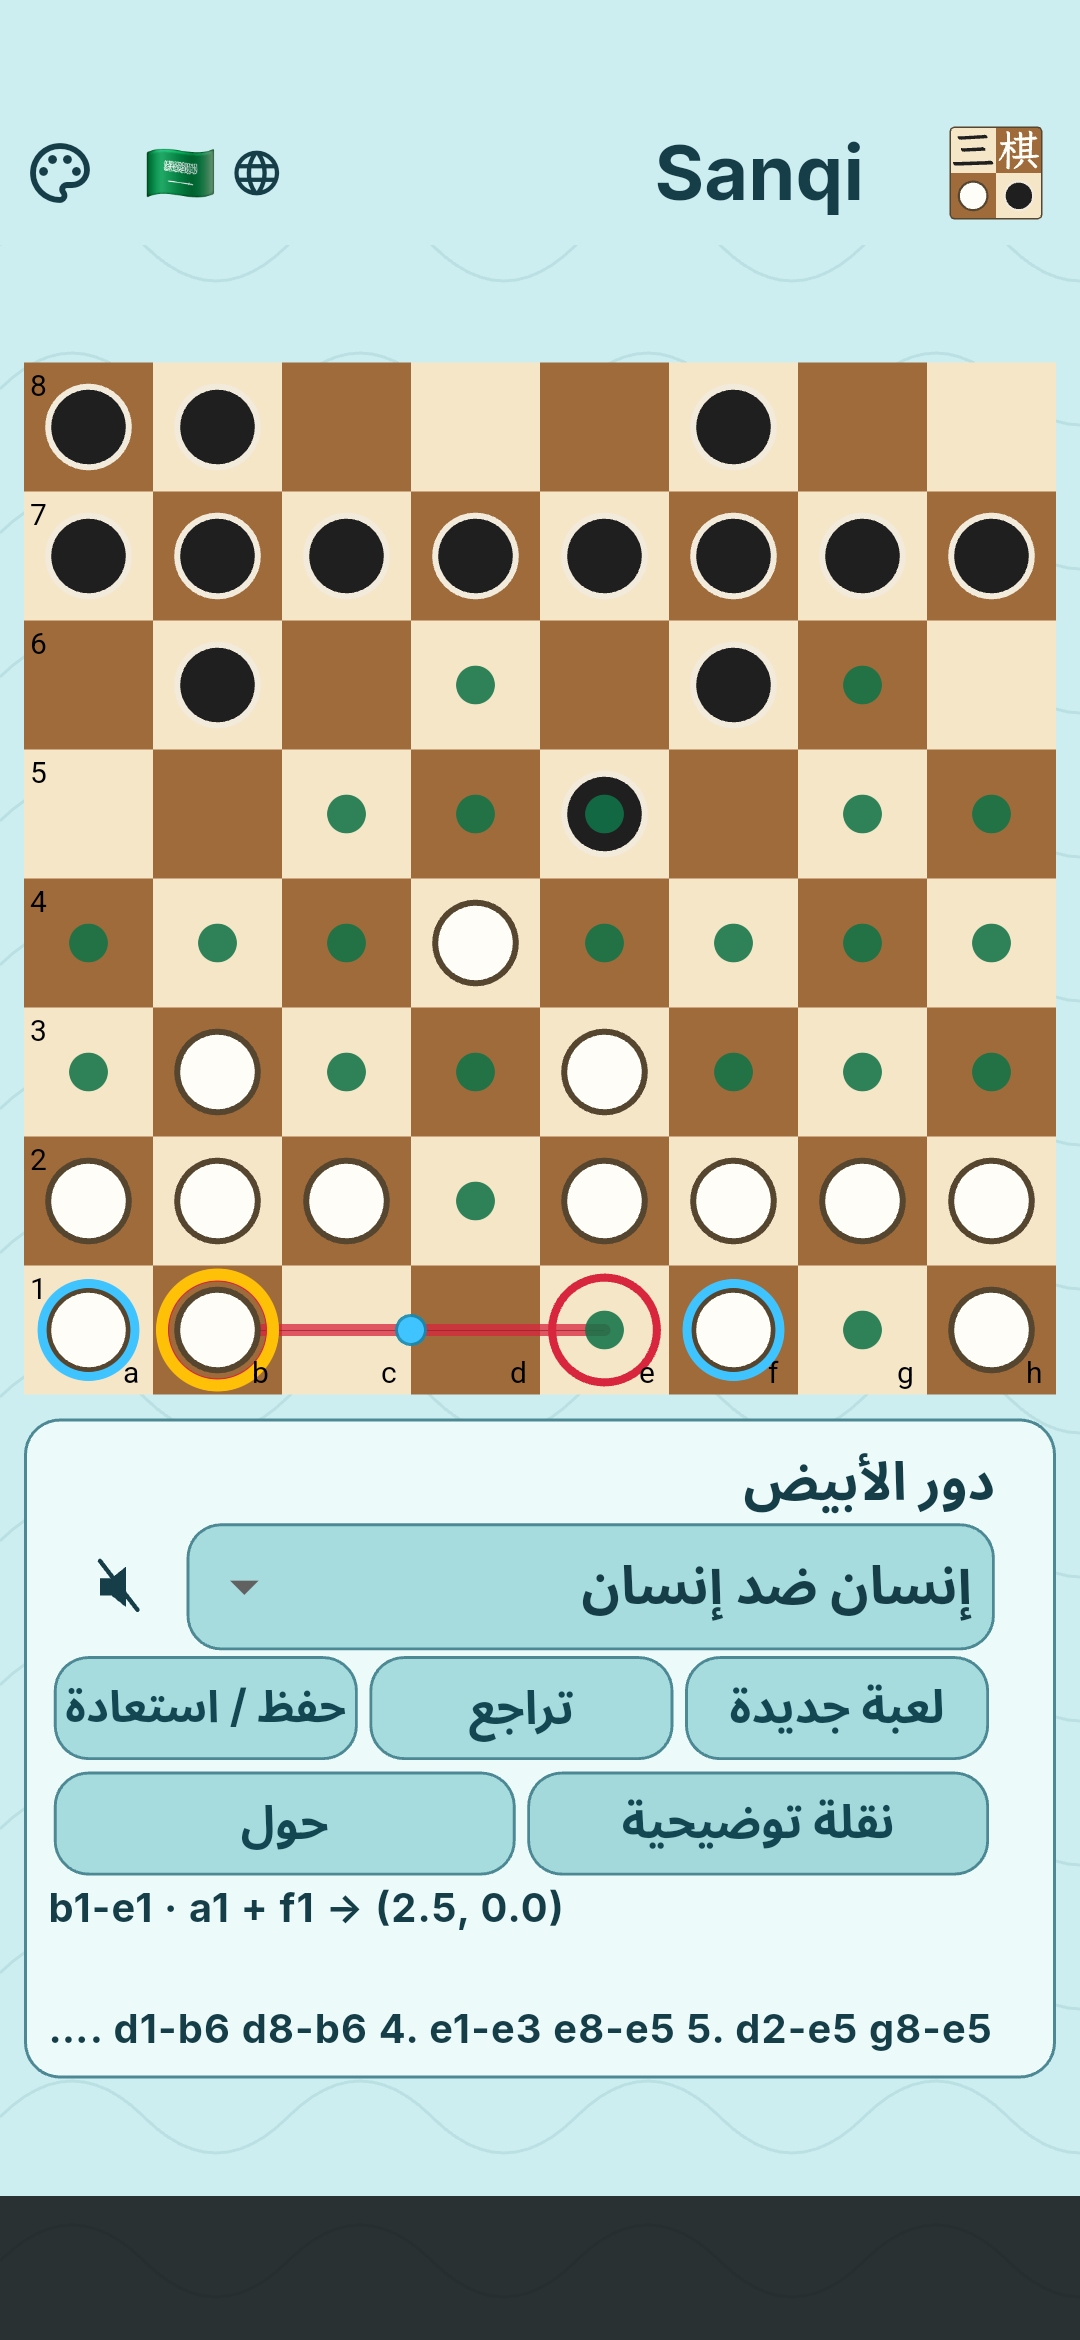 Sanqi
三棋
8
7
6
5
4
3
2
1
a b c d e f g h
دور الأبيض
إنسان ضد إنسان
لعبة جديدة
تراجع
حفظ / استعادة
نقلة توضيحية
حول
b1-e1 · a1 + f1 → (2.5, 0.0)
.... d1-b6 d8-b6 4. e1-e3 e8-e5 5. d2-e5 g8-e5